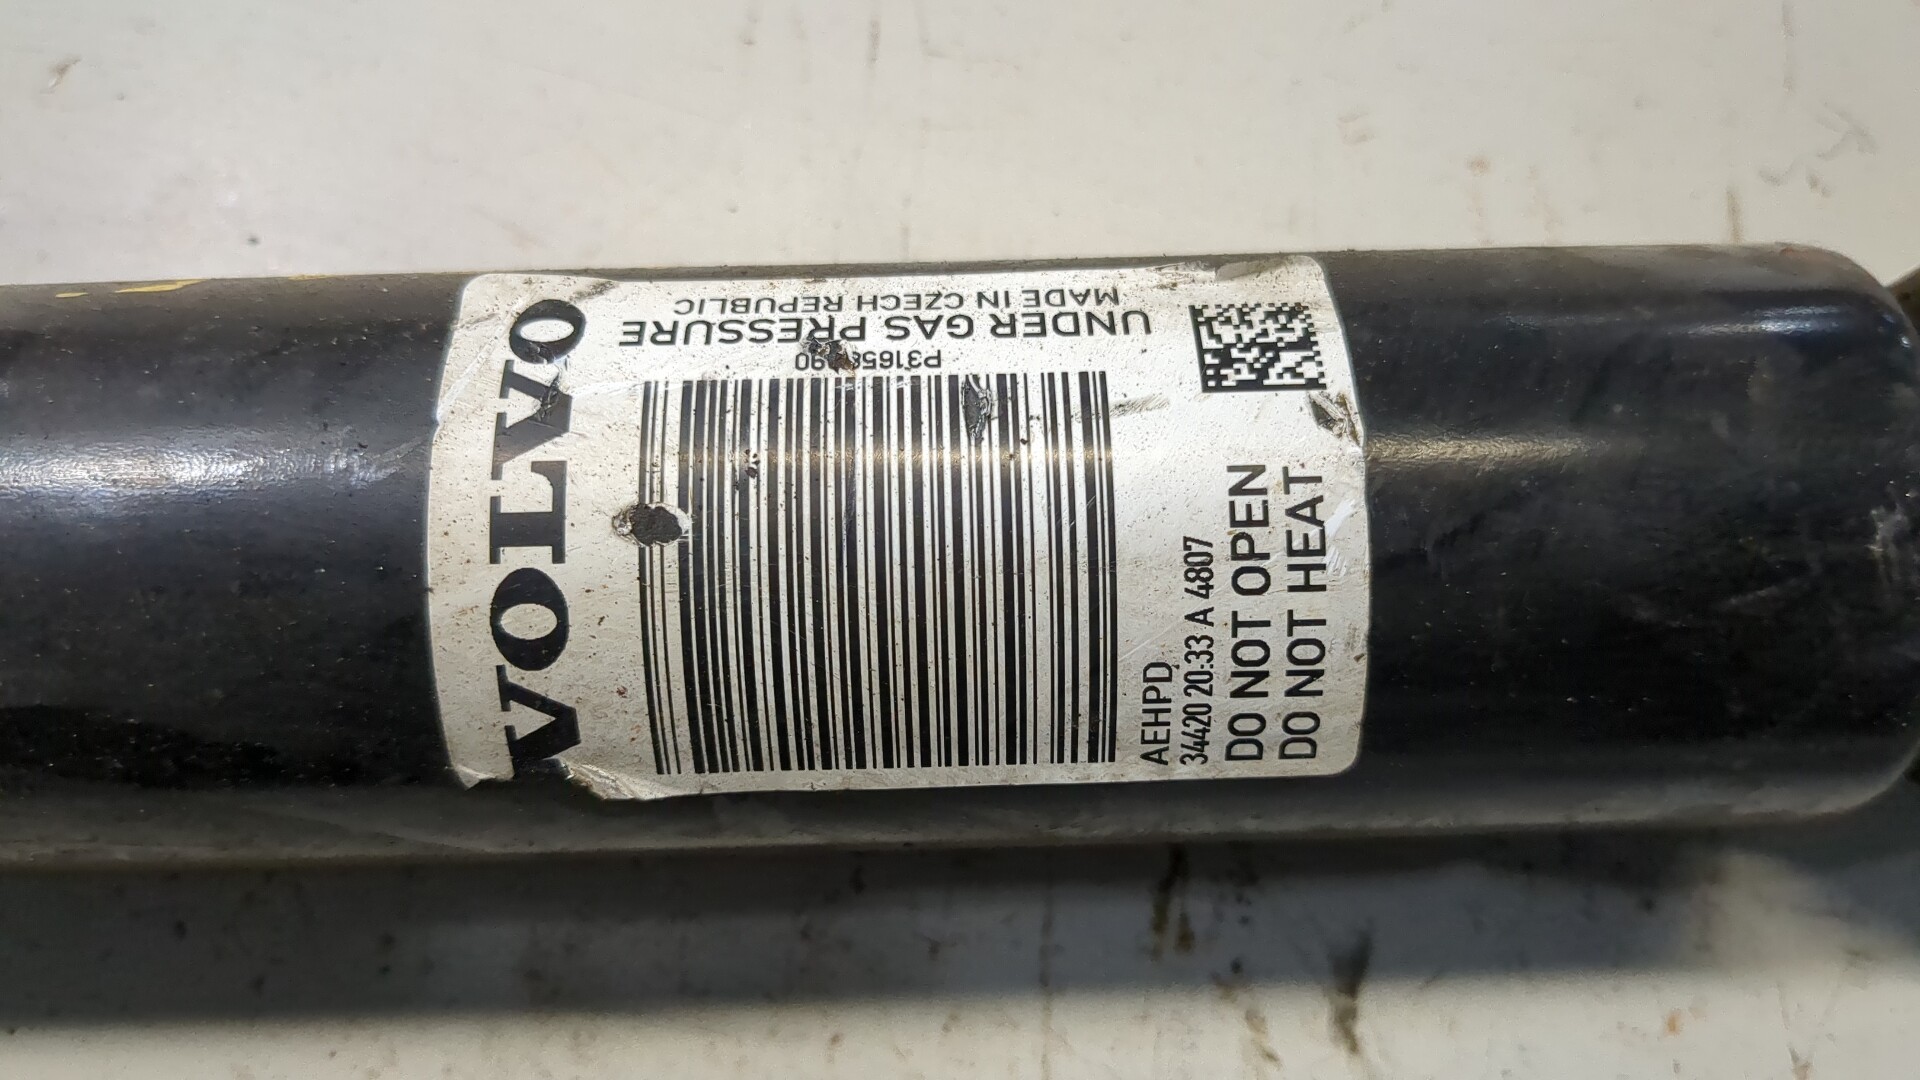 VOLVO
MADE IN CZECH REPUBLIC
UNDER GAS PRESSURE
AEHPD
34420 20:33 A 4807
DO NOT OPEN
DO NOT HEAT